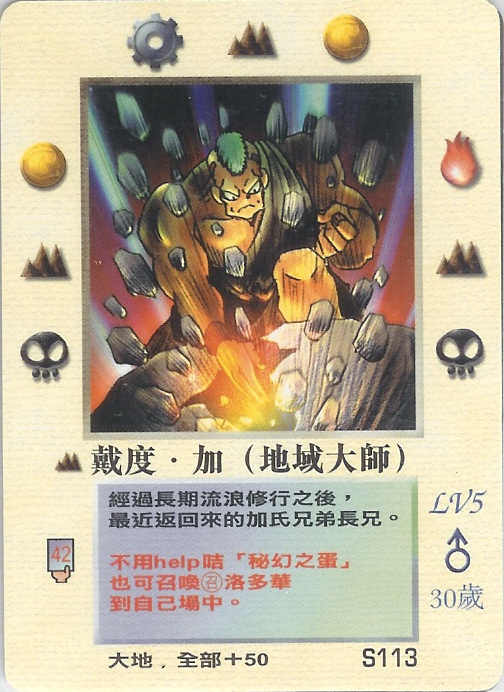 戴度．加（地域大師）
經過長期流浪修行之後，
最近返回來的加氏兄弟長兄。
不用help咭「秘幻之蛋」
也可召喚㊂洛多華
到自己場中。
LV5
♂
30歲
42
大地﹐全部＋50
S113